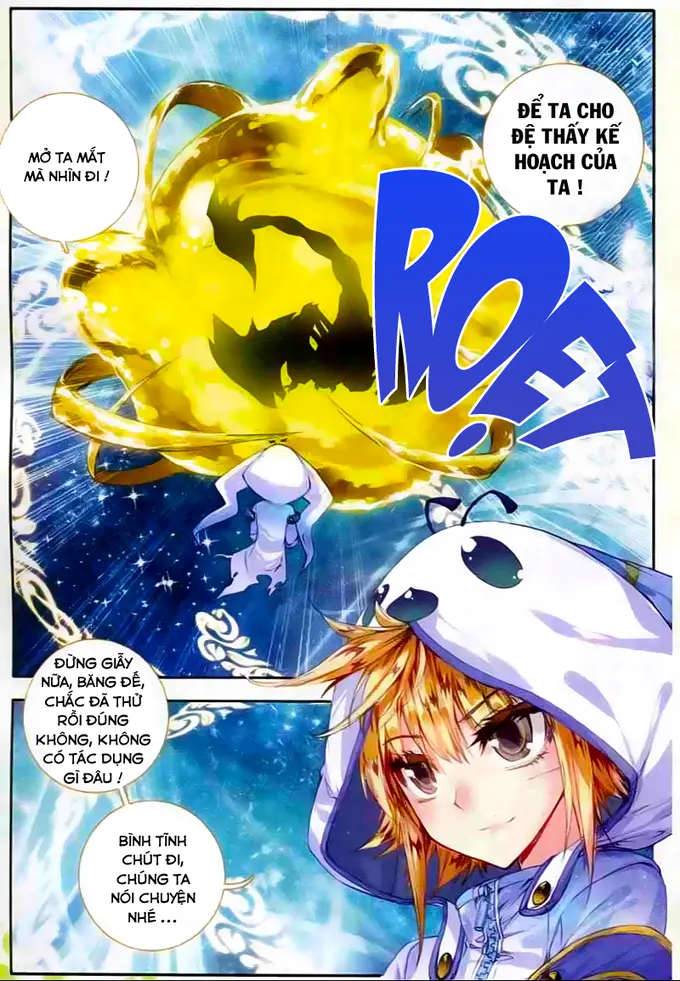 ĐỂ TA CHO
ĐỆ THẤY KẾ
HOẠCH CỦA
TA !
MỞ TA MẮT
MÀ NHÌN ĐI !
ROẸT
ĐỪNG GIẪY
NỮA, BĂNG ĐẾ,
CHẮC ĐÃ THỬ
RỒI ĐÚNG
KHÔNG, KHÔNG
CÓ TÁC DỤNG
GÌ ĐÂU !
BÌNH TĨNH
CHÚT ĐI,
CHÚNG TA
NÓI CHUYỆN
NHÉ ...